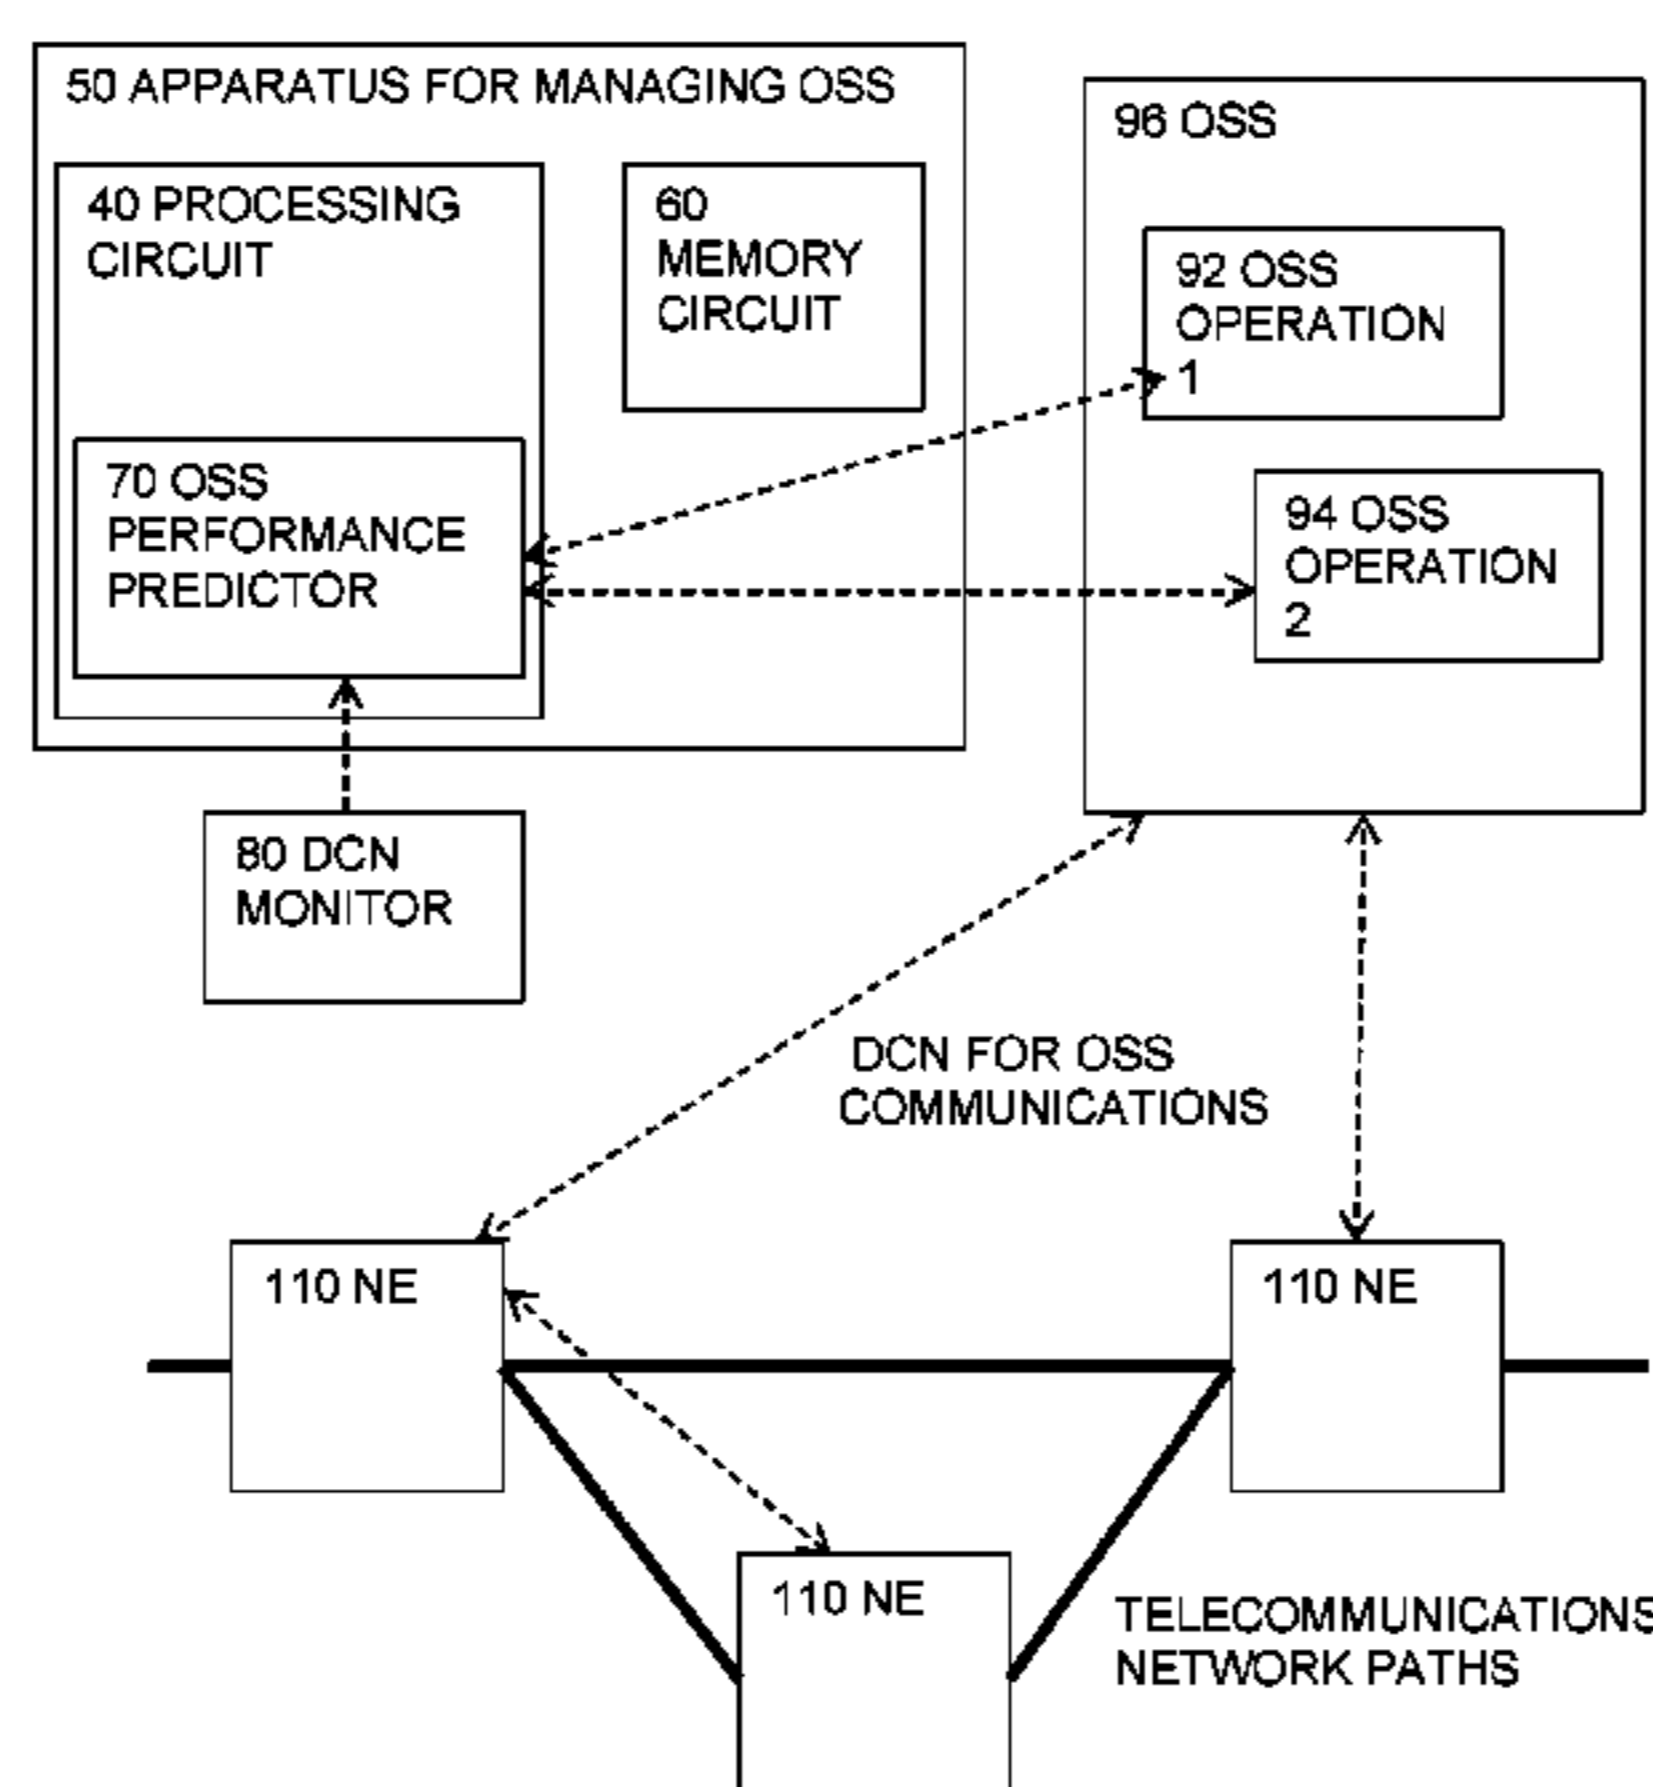 50 APPARATUS FOR MANAGING OSS
40 PROCESSING
CIRCUIT
60
MEMORY
CIRCUIT
70 OSS
PERFORMANCE
PREDICTOR
80 DCN
MONITOR
96 OSS
92 OSS
OPERATION
1
94 OSS
OPERATION
2
DCN FOR OSS
COMMUNICATIONS
110 NE
110 NE
110 NE
TELECOMMUNICATIONS
NETWORK PATHS